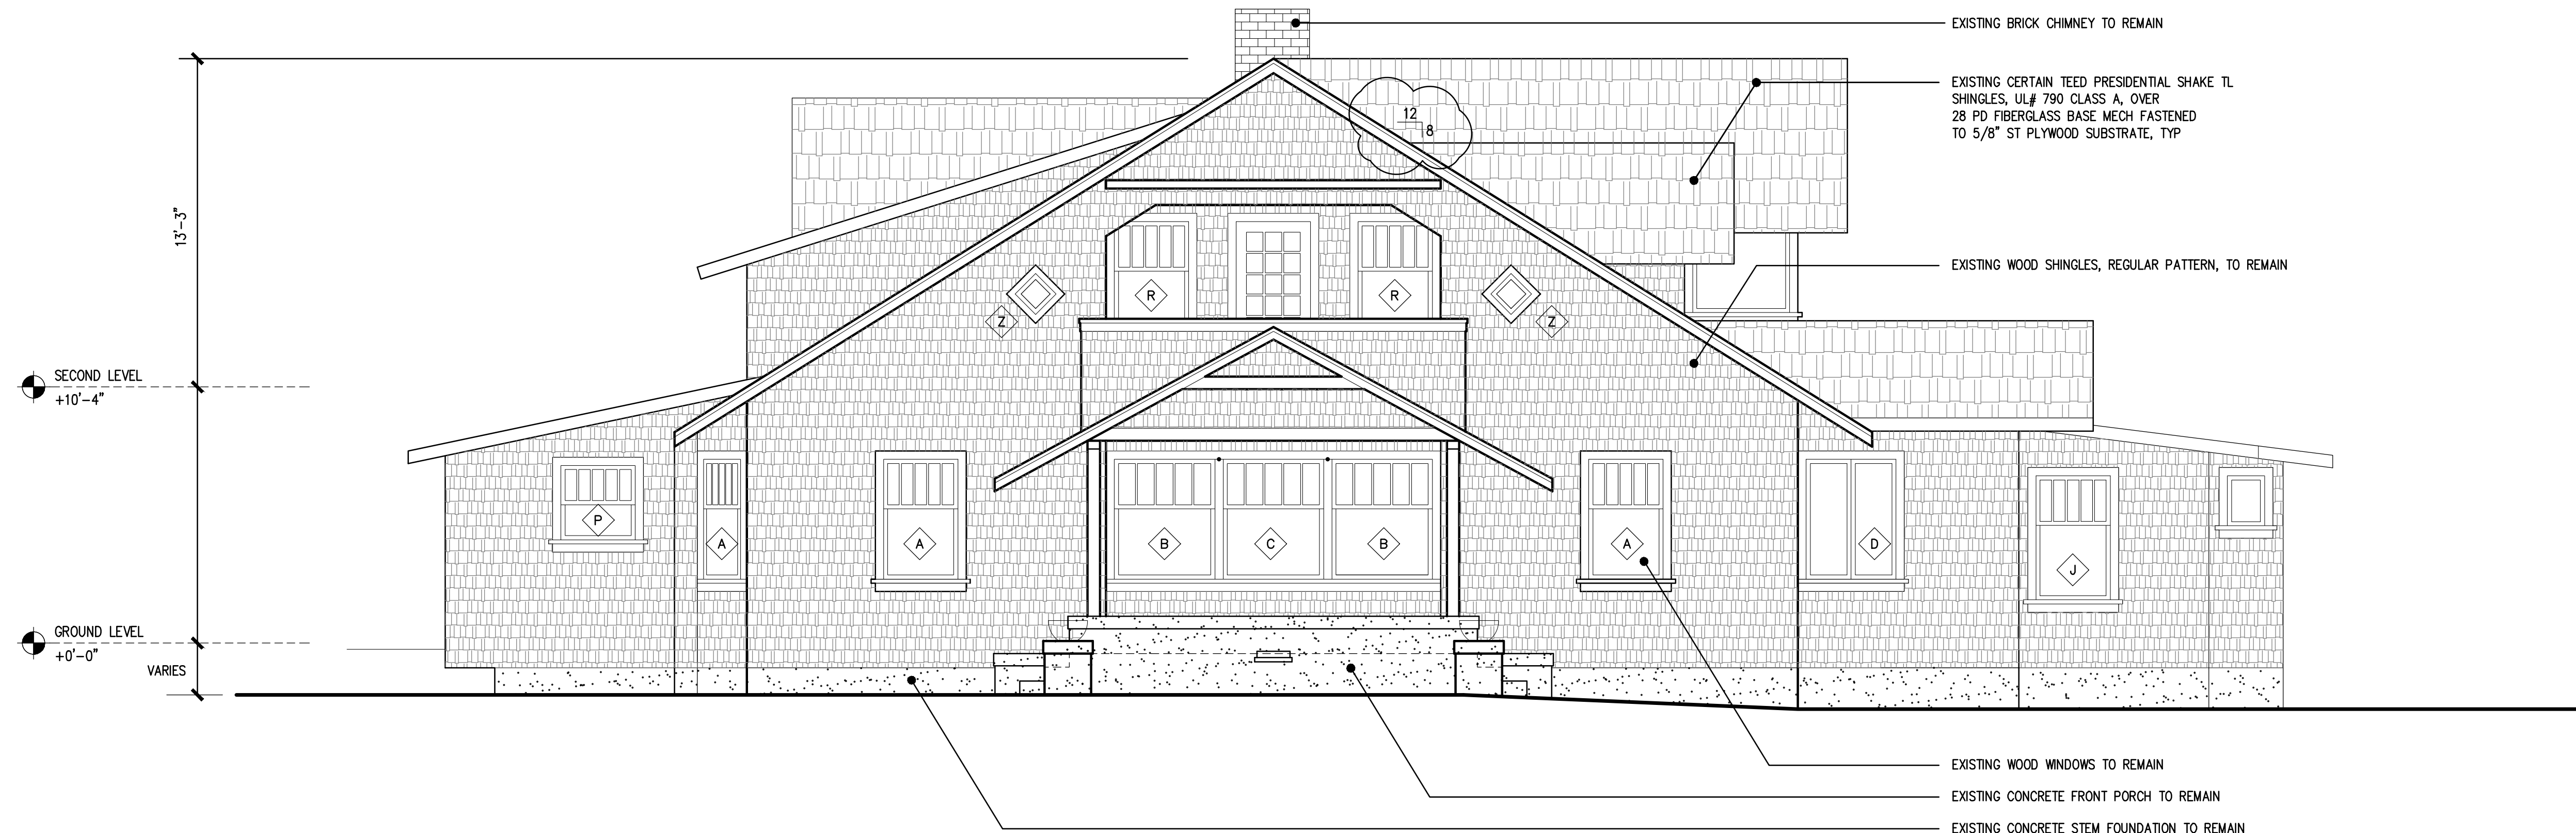 EXISTING BRICK CHIMNEY TO REMAIN
EXISTING CERTAIN TEED PRESIDENTIAL SHAKE TL
SHINGLES, UL# 790 CLASS A, OVER
28 PD FIBERGLASS BASE MECH FASTENED
TO 5/8" ST PLYWOOD SUBSTRATE, TYP
12
8
13'-3"
EXISTING WOOD SHINGLES, REGULAR PATTERN, TO REMAIN
R
R
Z
Z
SECOND LEVEL
+10'-4"
P
A
A
B
C
B
A
D
J
GROUND LEVEL
+0'-0"
VARIES
EXISTING WOOD WINDOWS TO REMAIN
EXISTING CONCRETE FRONT PORCH TO REMAIN
EXISTING CONCRETE STEM FOUNDATION TO REMAIN